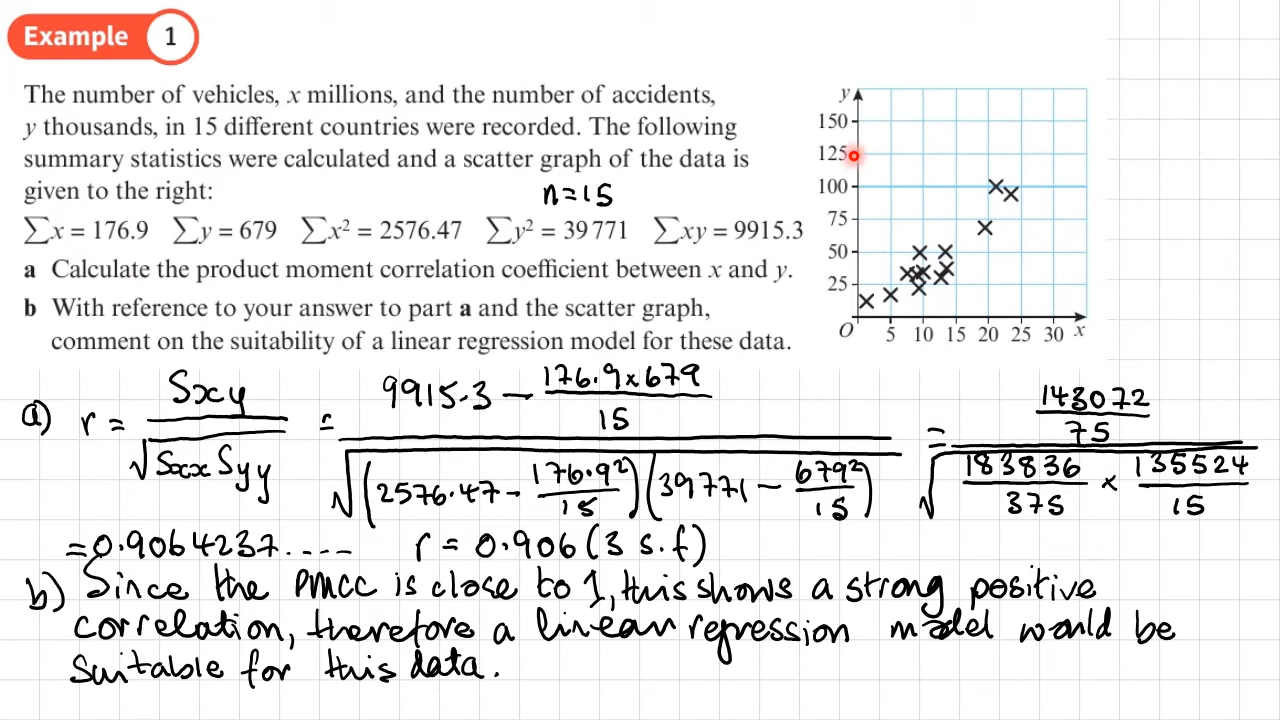 Example 1
The number of vehicles, x millions, and the number of accidents,
y thousands, in 15 different countries were recorded. The following
summary statistics were calculated and a scatter graph of the data is
given to the right:
n=15
∑x = 176.9 ∑y = 679 ∑x² = 2576.47 ∑y² = 39 771 ∑xy = 9915.3
a Calculate the product moment correlation coefficient between x and y.
b With reference to your answer to part a and the scatter graph,
comment on the suitability of a linear regression model for these data.
y
150
125
100
75
50
25
O 5 10 15 20 25 30 x
a) r = Sxy / √(Sxx Syy) = (9915.3 − (176.9×679)/15) / √((2576.47 − 176.9²/15)(39771 − 679²/15)) = (143072/75) / √(183836/375 × 135524/15)
=0.9064237.... r = 0.906 (3 s.f)
b) Since the PMCC is close to 1, this shows a strong positive
correlation, therefore a linear regression model would be
suitable for this data.